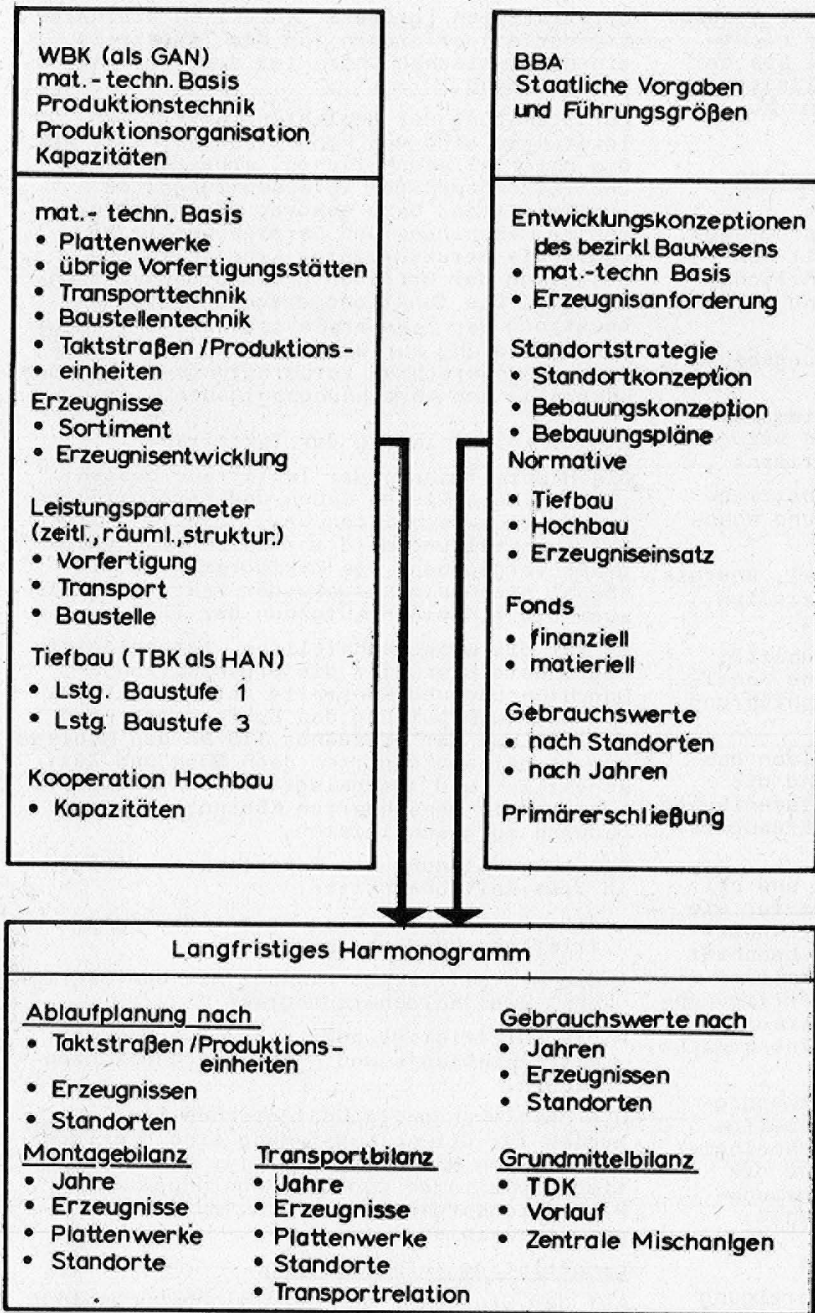 WBK (als GAN)
mat.-techn. Basis
Produktionstechnik
Produktionsorganisation
Kapazitäten
mat.- techn. Basis
• Plattenwerke
• übrige Vorfertigungsstätten
• Transporttechnik
• Baustellentechnik
• Taktstraßen /Produktions-
• einheiten
Erzeugnisse
• Sortiment
• Erzeugnisentwicklung
Leistungsparameter
(zeitl., räuml., struktur.)
• Vorfertigung
• Transport
• Baustelle
Tiefbau (TBK als HAN)
• Lstg. Baustufe 1
• Lstg. Baustufe 3
Kooperation Hochbau
• Kapazitäten
BBA
Staatliche Vorgaben
und Führungsgrößen
Entwicklungskonzeptionen
des bezirkl Bauwesens
• mat.-techn Basis
• Erzeugnisanforderung
Standortstrategie
• Standortkonzeption
• Bebauungskonzeption
• Bebauungspläne
Normative
• Tiefbau
• Hochbau
• Erzeugniseinsatz
Fonds
• finanziell
• matieriell
Gebrauchswerte
• nach Standorten
• nach Jahren
Primärerschließung
Langfristiges Harmonogramm
Ablaufplanung nach
• Taktstraßen /Produktions-
einheiten
• Erzeugnissen
• Standorten
Gebrauchswerte nach
• Jahren
• Erzeugnissen
• Standorten
Montagebilanz
• Jahre
• Erzeugnisse
• Plattenwerke
• Standorte
Transportbilanz
• Jahre
• Erzeugnisse
• Plattenwerke
• Standorte
• Transportrelation
Grundmittelbilanz
• TDK
• Vorlauf
• Zentrale Mischanlgen